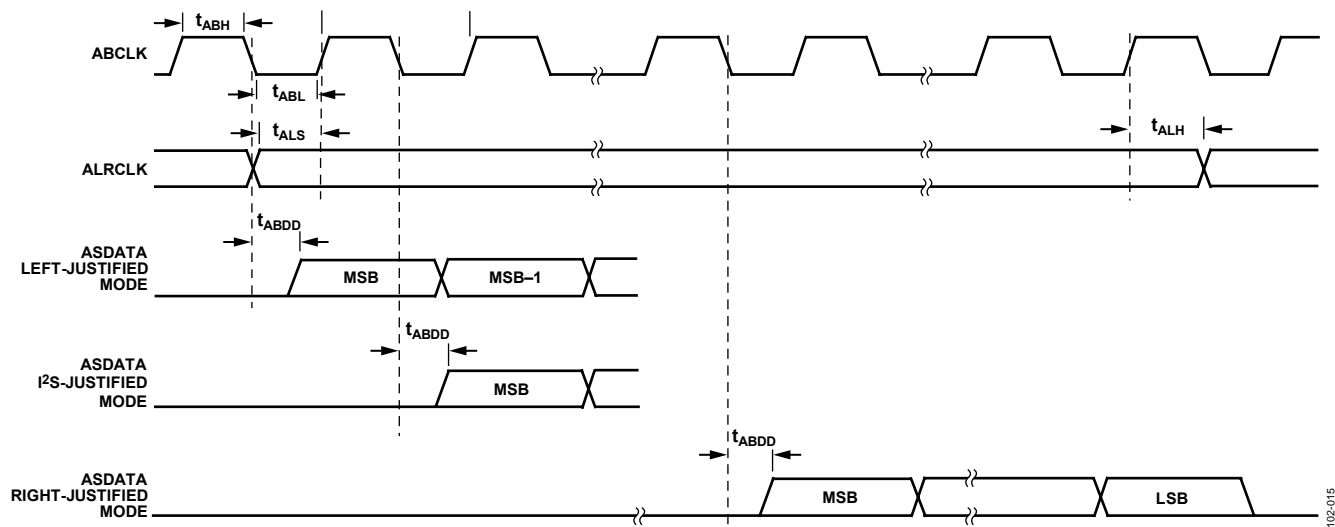 tABH
ABCLK
tABL
tALS
tALH
ALRCLK
tABDD
ASDATA
LEFT-JUSTIFIED
MODE
MSB
MSB–1
tABDD
ASDATA
I²S-JUSTIFIED
MODE
MSB
tABDD
ASDATA
RIGHT-JUSTIFIED
MODE
MSB
LSB
102-015